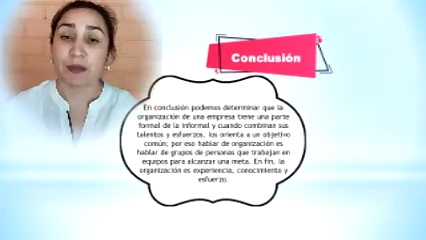 Conclusión
En conclusión podemos determinar que la
organización de una empresa tiene una parte
formal de la informal y cuando combinan sus
talentos y esfuerzos, los orienta a un objetivo
común; por eso hablar de organización es
hablar de grupos de personas que trabajan en
equipos para alcanzar una meta. En fin, la
organización es experiencia, conocimiento y
esfuerzo.